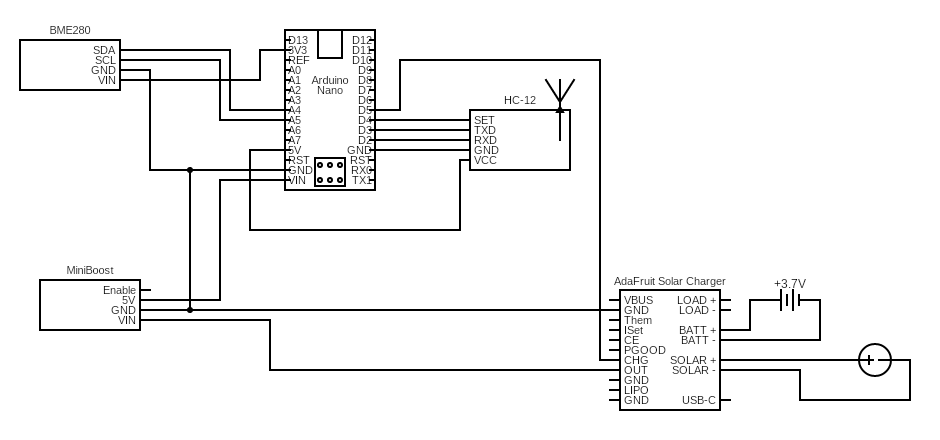 BME280
SDA
SCL
GND
VIN
D13
3V3
REF
A0
A1
A2
A3
A4
A5
A6
A7
5V
RST
GND
VIN
Arduino
Nano
D12
D11
D10
D9
D8
D7
D6
D5
D4
D3
D2
GND
RST
RX0
TX1
HC-12
SET
TXD
RXD
GND
VCC
MiniBoost
Enable
5V
GND
VIN
AdaFruit Solar Charger
VBUS
GND
Them
ISet
CE
PGOOD
CHG
OUT
GND
LIPO
GND
LOAD +
LOAD -
BATT +
BATT -
SOLAR +
SOLAR -
USB-C
+3.7V